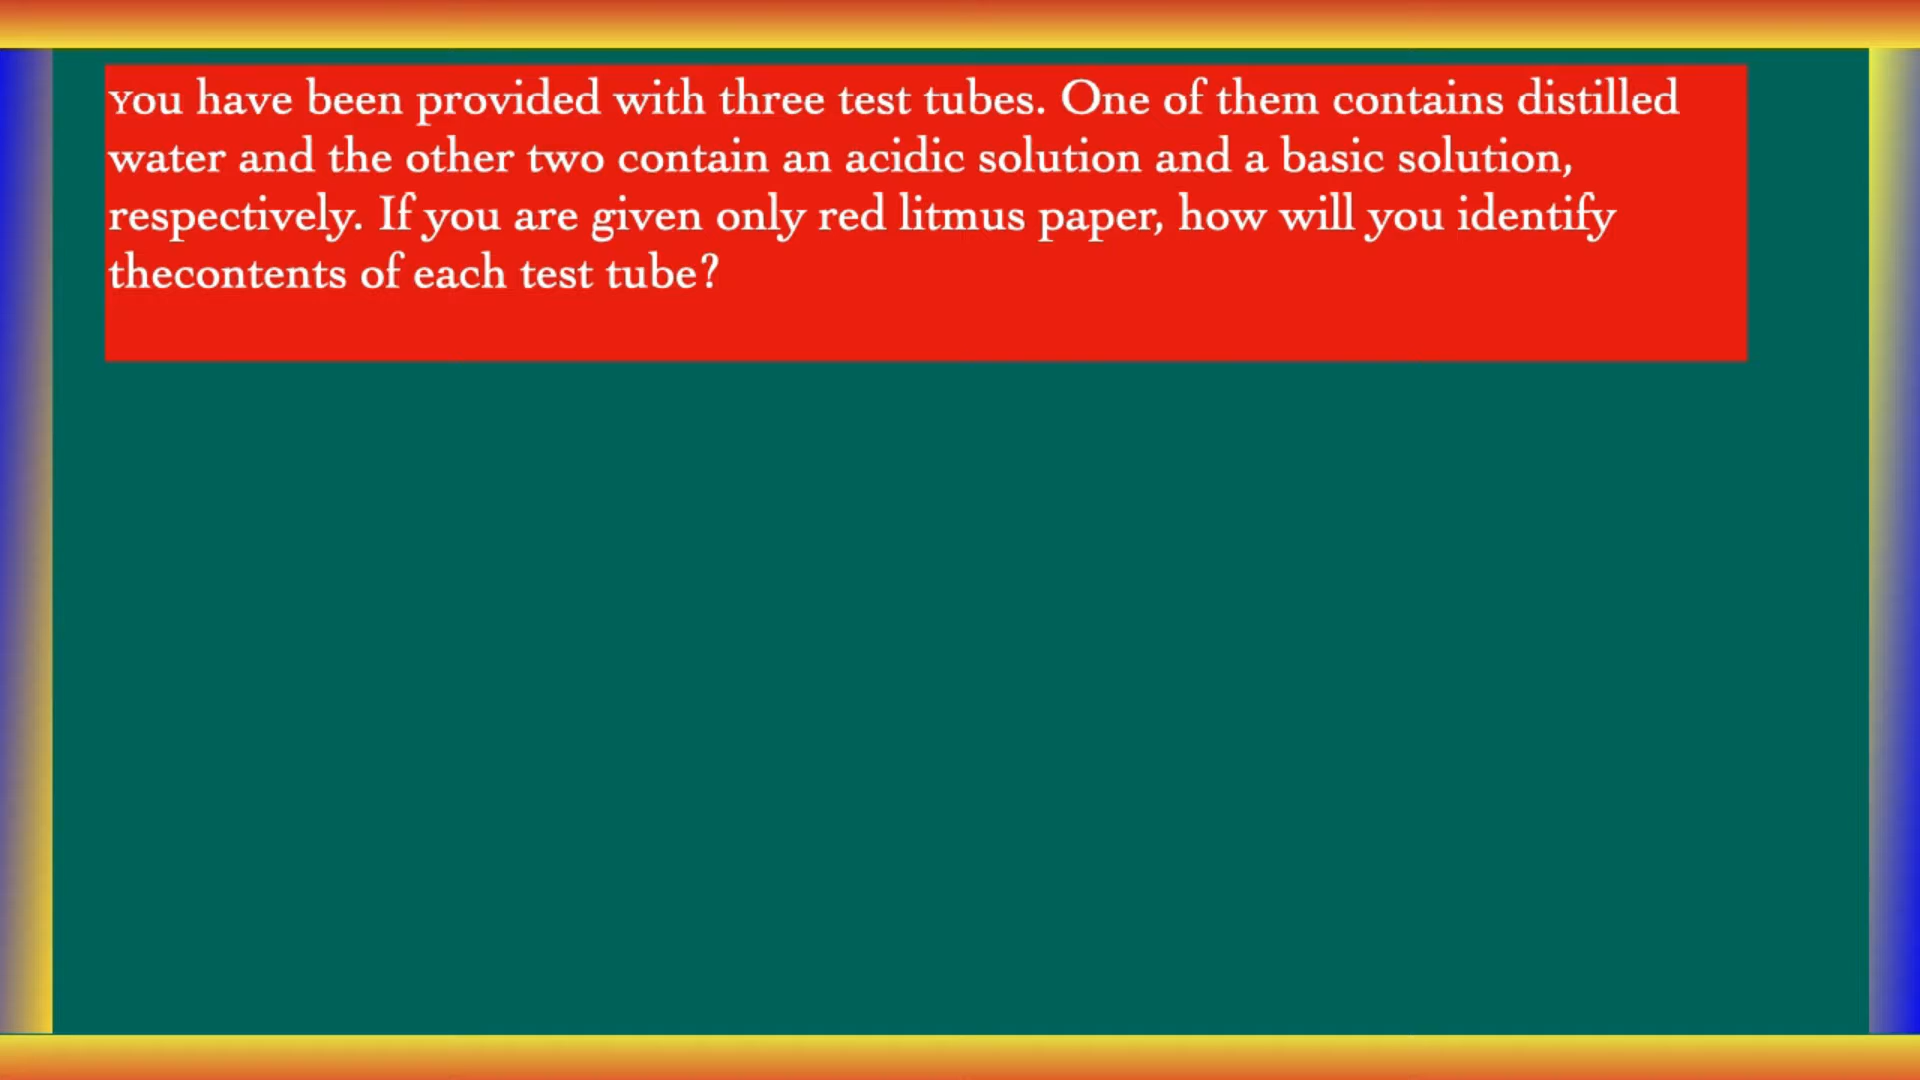 You have been provided with three test tubes. One of them contains distilled
water and the other two contain an acidic solution and a basic solution,
respectively. If you are given only red litmus paper, how will you identify
thecontents of each test tube?